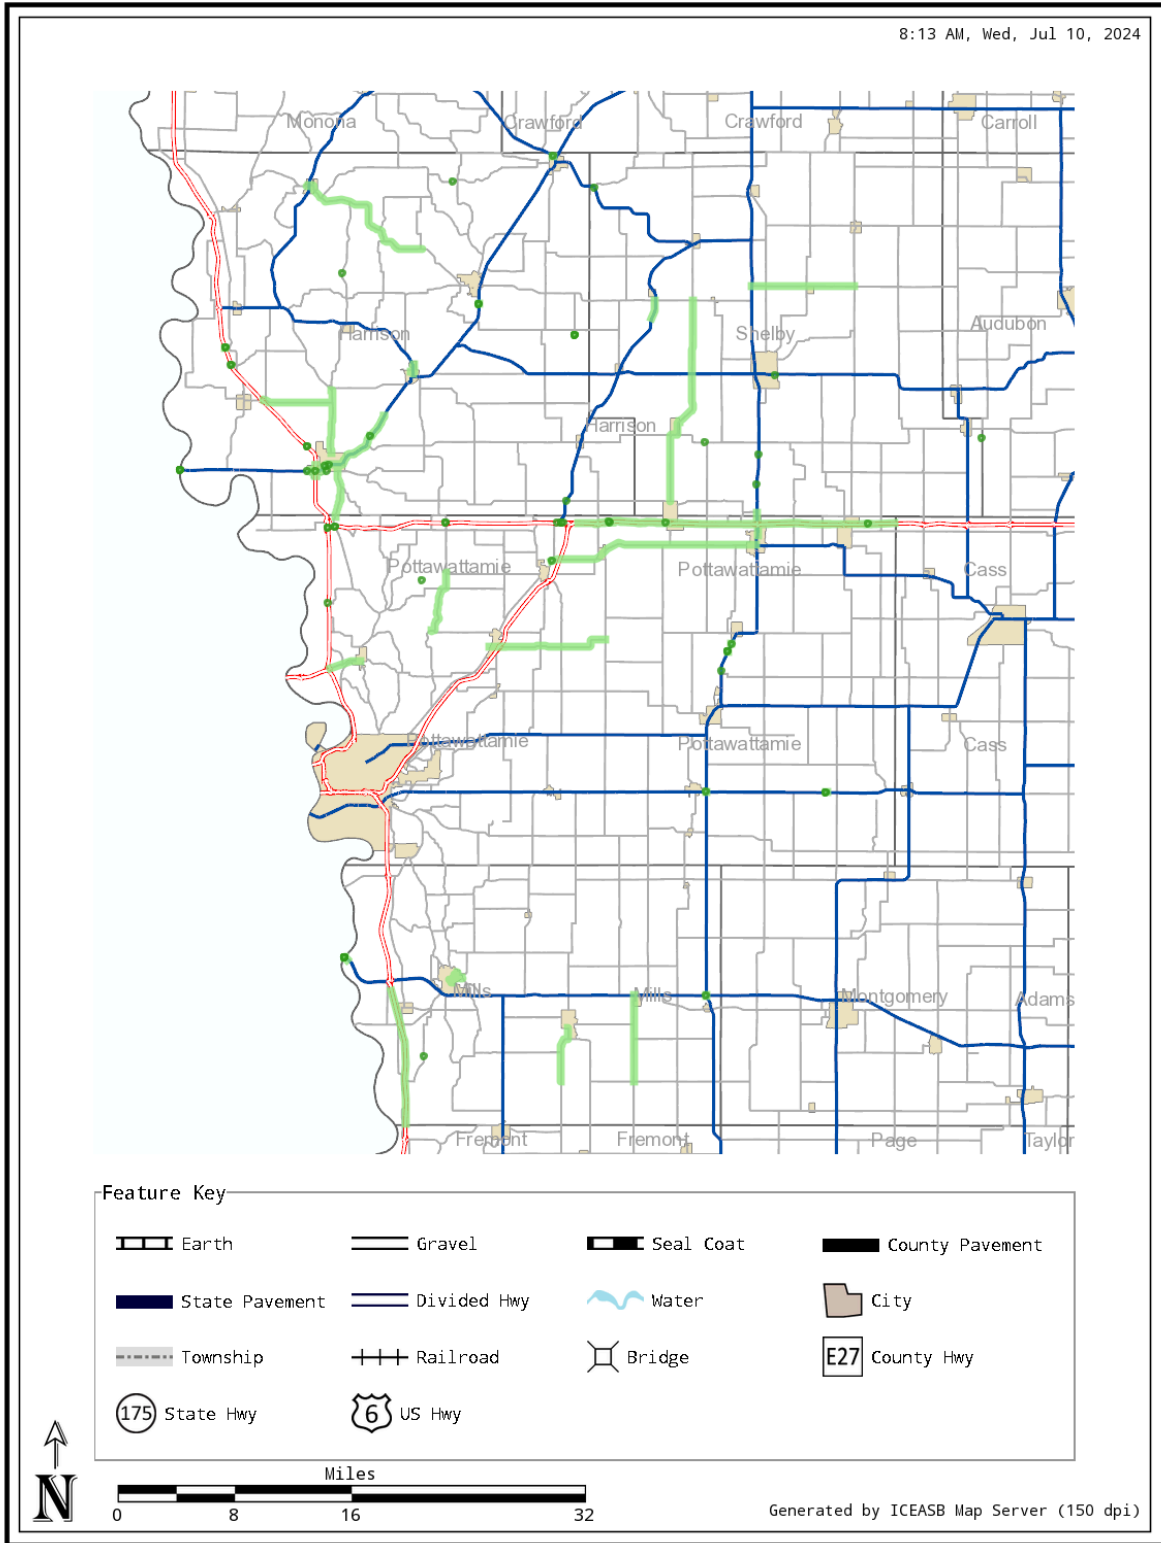 8:13 AM, Wed, Jul 10, 2024
Monona
Crawford
Crawford
Carroll
Harrison
Shelby
Audubon
Harrison
Pottawattamie
Pottawattamie
Cass
Pottawattamie
Pottawattamie
Cass
Mills
Mills
Montgomery
Adams
Fremont
Fremont
Page
Taylor
Feature Key
Earth
Gravel
Seal Coat
County Pavement
State Pavement
Divided Hwy
Water
City
Township
Railroad
Bridge
E27 County Hwy
175 State Hwy
6 US Hwy
N
Miles
0 8 16 32
Generated by ICEASB Map Server (150 dpi)